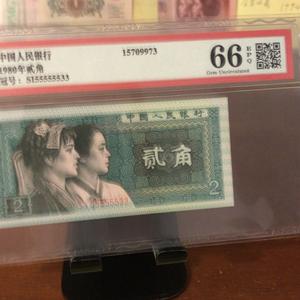 中国人民银行 15709973
1980年贰角
冠号：SI55555533
66 EPQ
Gem Uncirculated
中国人民银行
贰角
2 2